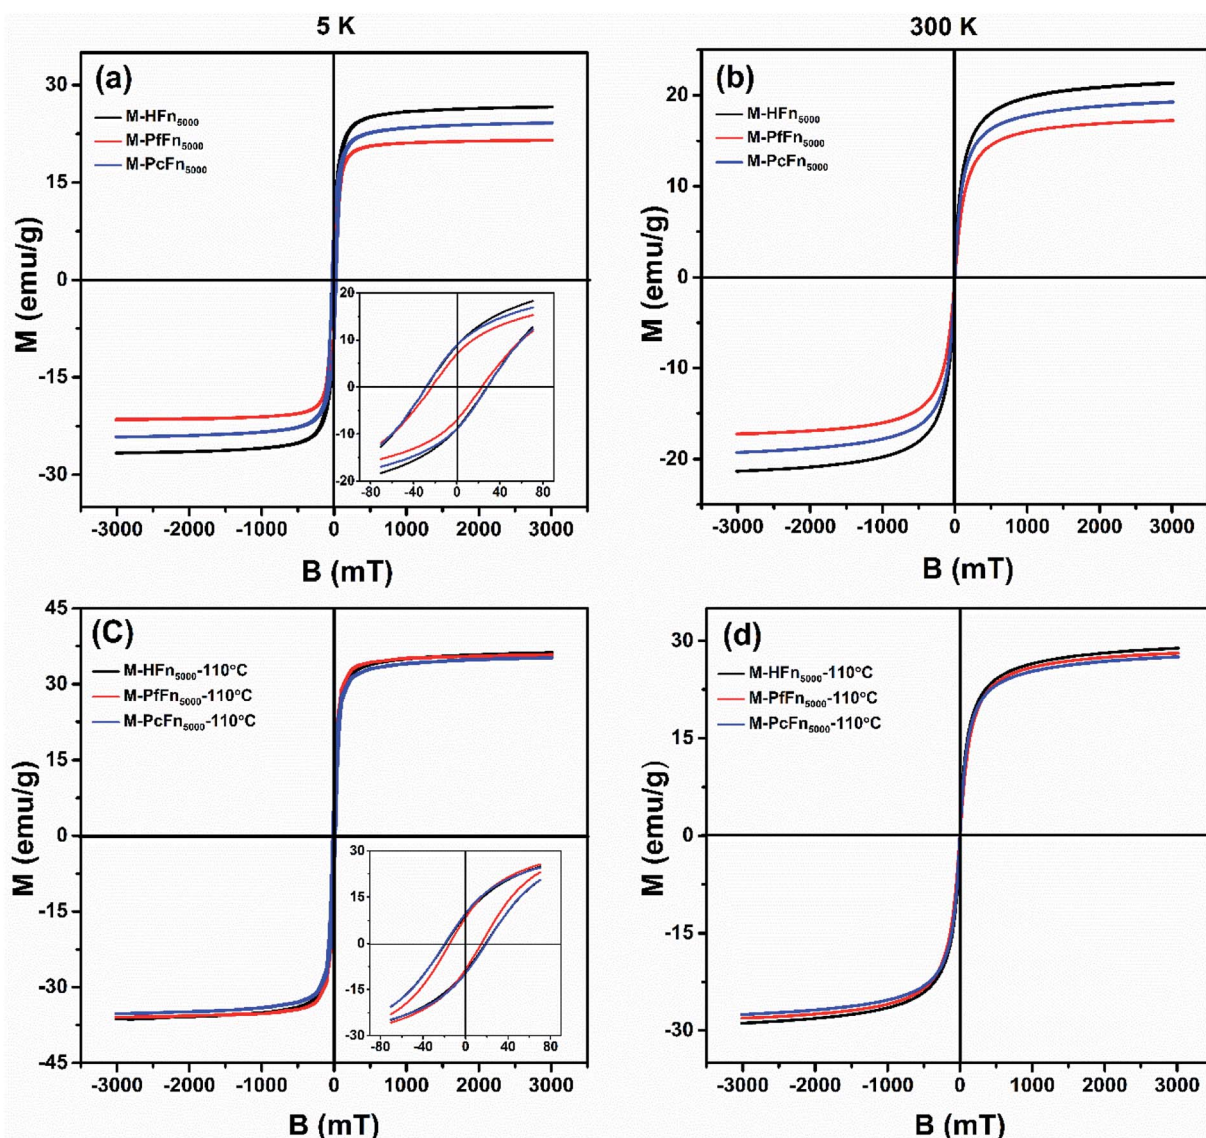 5 K
300 K
(a)
M-HFn5000
M-PfFn5000
M-PcFn5000
30
15
0
-15
-30
M (emu/g)
20
10
0
-10
-20
-80 -40 0 40 80
-3000 -2000 -1000 0 1000 2000 3000
B (mT)
(b)
M-HFn5000
M-PfFn5000
M-PcFn5000
20
10
0
-10
-20
M (emu/g)
-3000 -2000 -1000 0 1000 2000 3000
B (mT)
(C)
M-HFn5000-110°C
M-PfFn5000-110°C
M-PcFn5000-110°C
45
30
15
0
-15
-30
-45
M (emu/g)
30
15
0
-15
-30
-80 -40 0 40 80
-3000 -2000 -1000 0 1000 2000 3000
B (mT)
(d)
M-HFn5000-110°C
M-PfFn5000-110°C
M-PcFn5000-110°C
30
15
0
-15
-30
M (emu/g)
-3000 -2000 -1000 0 1000 2000 3000
B (mT)